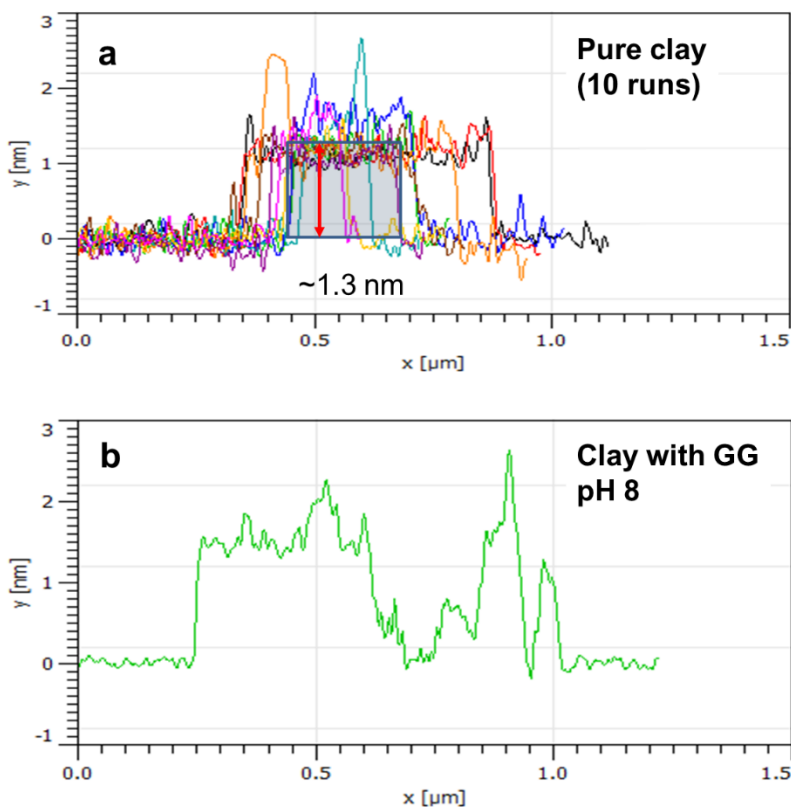 3
a
Pure clay
(10 runs)
2
y [nm]
1
0
~1.3 nm
-1
0.0 0.5 1.0 1.5
x [µm]
3
b
Clay with GG
pH 8
2
y [nm]
1
0
-1
0.0 0.5 1.0 1.5
x [µm]